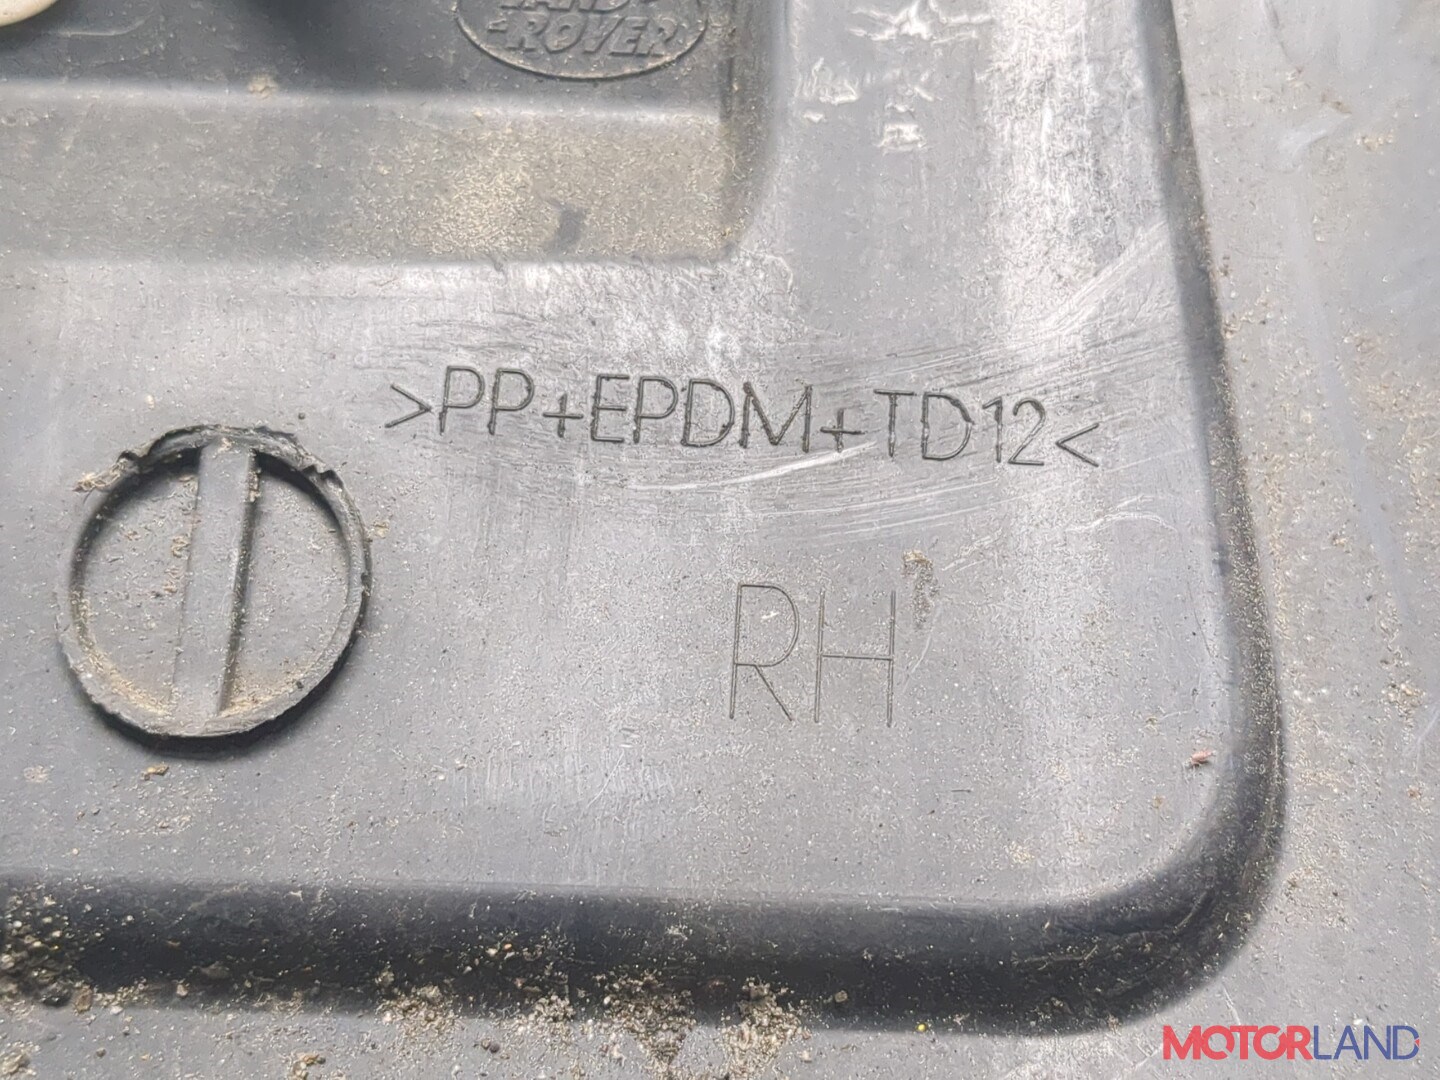 LAND-
-ROVER
>PP+EPDM+TD12<
RH
MOTORLAND